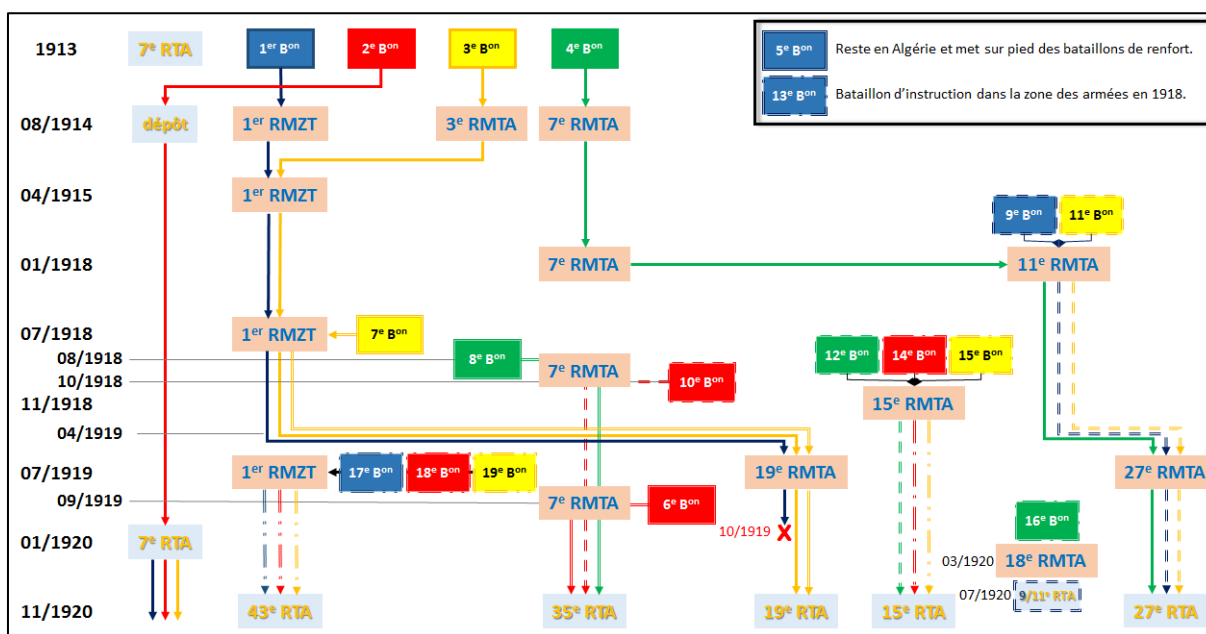 1913 7e RTA 1er Bon 2e Bon 3e Bon 4e Bon
5e Bon Reste en Algérie et met sur pied des bataillons de renfort.
13e Bon Bataillon d'instruction dans la zone des armées en 1918.
08/1914 dépôt 1er RMZT 3e RMTA 7e RMTA
04/1915 1er RMZT
9e Bon 11e Bon
01/1918 7e RMTA 11e RMTA
07/1918 1er RMZT 7e Bon
08/1918 8e Bon 7e RMTA 12e Bon 14e Bon 15e Bon
10/1918 10e Bon
11/1918 15e RMTA
04/1919
07/1919 1er RMZT 17e Bon 18e Bon 19e Bon 19e RMTA 27e RMTA
09/1919 7e RMTA 6e Bon
10/1919 X 16e Bon
01/1920 7e RTA
03/1920 18e RMTA
07/1920 9/11e RTA
11/1920 43e RTA 35e RTA 19e RTA 15e RTA 27e RTA